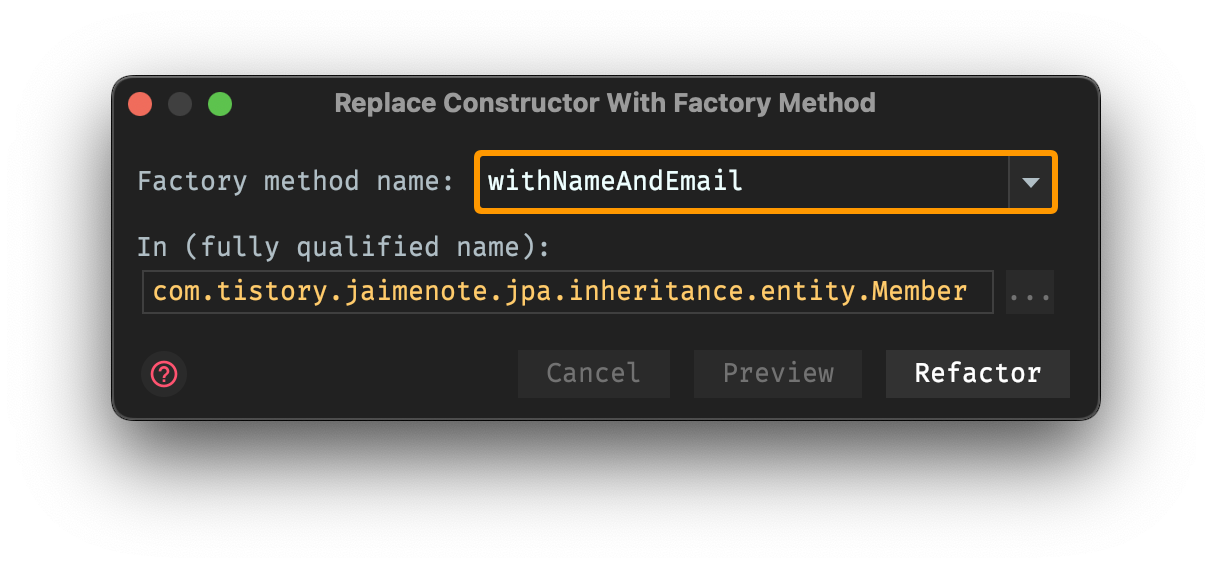 Replace Constructor With Factory Method
Factory method name: withNameAndEmail
In (fully qualified name):
com.tistory.jaimenote.jpa.inheritance.entity.Member ...
? Cancel Preview Refactor